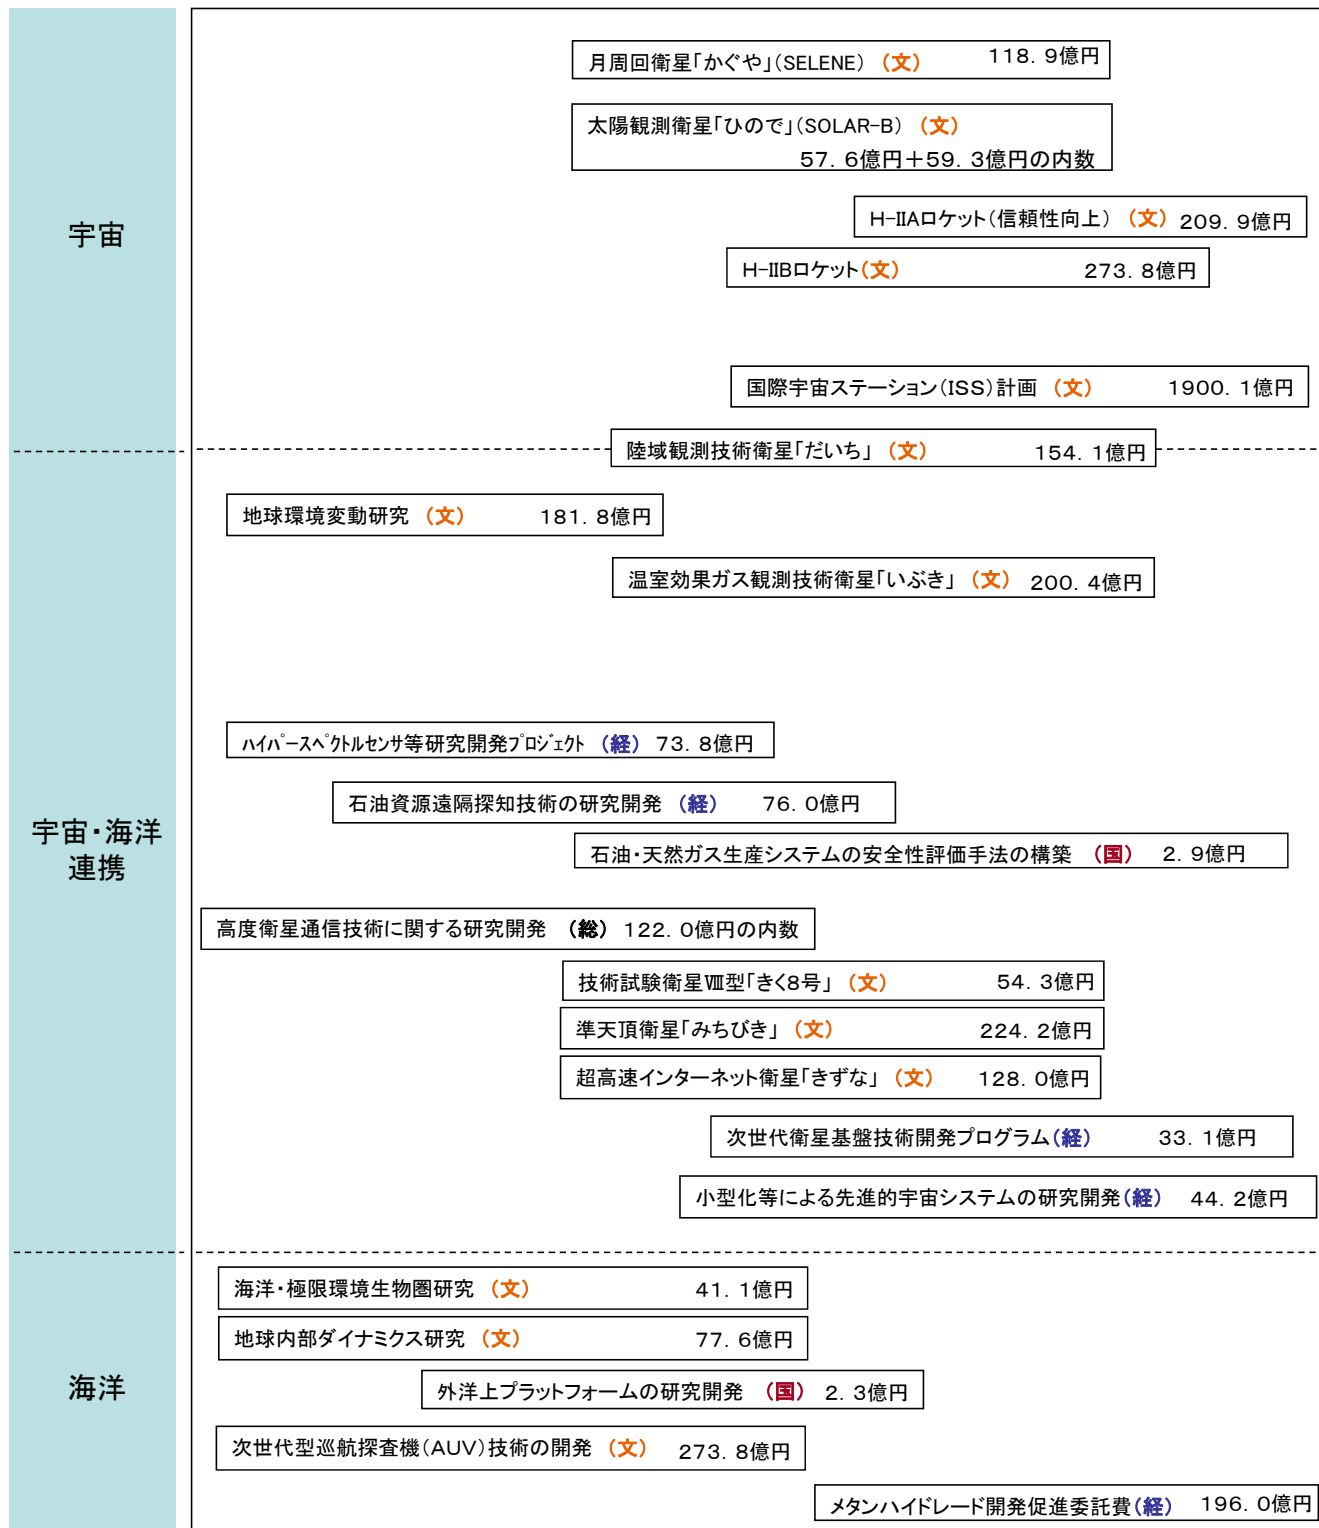 宇宙
月周回衛星「かぐや」(SELENE) (文) 118.9億円
太陽観測衛星「ひので」(SOLAR-B) (文)
57.6億円+59.3億円の内数
H-IIAロケット(信頼性向上) (文) 209.9億円
H-IIBロケット(文) 273.8億円
国際宇宙ステーション(ISS)計画 (文) 1900.1億円
陸域観測技術衛星「だいち」 (文) 154.1億円
地球環境変動研究 (文) 181.8億円
温室効果ガス観測技術衛星「いぶき」 (文) 200.4億円
宇宙・海洋
連携
ﾊｲﾊﾟｰｽﾍﾟｸﾄﾙｾﾝｻ等研究開発ﾌﾟﾛｼﾞｪｸﾄ (経) 73.8億円
石油資源遠隔探知技術の研究開発 (経) 76.0億円
石油・天然ガス生産システムの安全性評価手法の構築 (国) 2.9億円
高度衛星通信技術に関する研究開発 (総) 122.0億円の内数
技術試験衛星Ⅷ型「きく8号」 (文) 54.3億円
準天頂衛星「みちびき」 (文) 224.2億円
超高速インターネット衛星「きずな」 (文) 128.0億円
次世代衛星基盤技術開発プログラム(経) 33.1億円
小型化等による先進的宇宙システムの研究開発(経) 44.2億円
海洋
海洋・極限環境生物圏研究 (文) 41.1億円
地球内部ダイナミクス研究 (文) 77.6億円
外洋上プラットフォームの研究開発 (国) 2.3億円
次世代型巡航探査機(AUV)技術の開発 (文) 273.8億円
メタンハイドレード開発促進委託費(経) 196.0億円